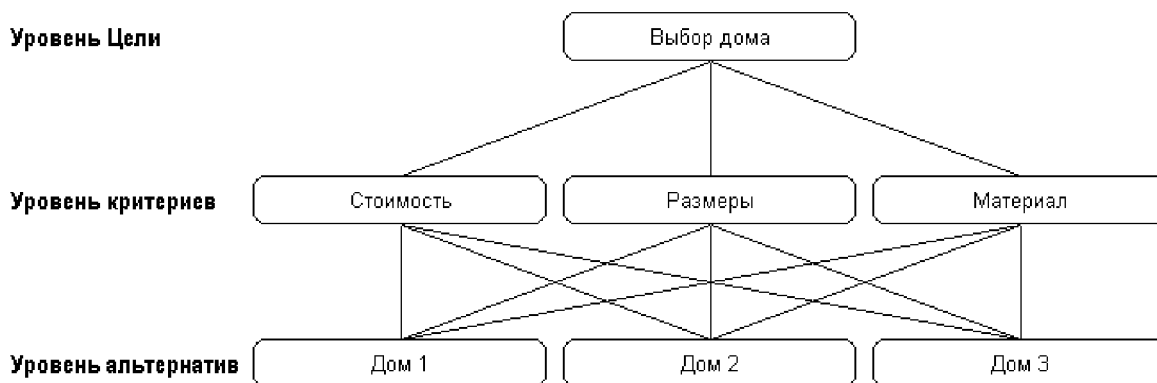 Уровень Цели
Выбор дома
Уровень критериев
Стоимость
Размеры
Материал
Уровень альтернатив
Дом 1
Дом 2
Дом 3